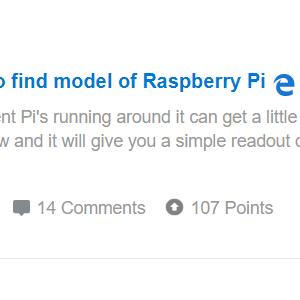 o find model of Raspberry Pi
ent Pi's running around it can get a little
w and it will give you a simple readout
14 Comments 107 Points